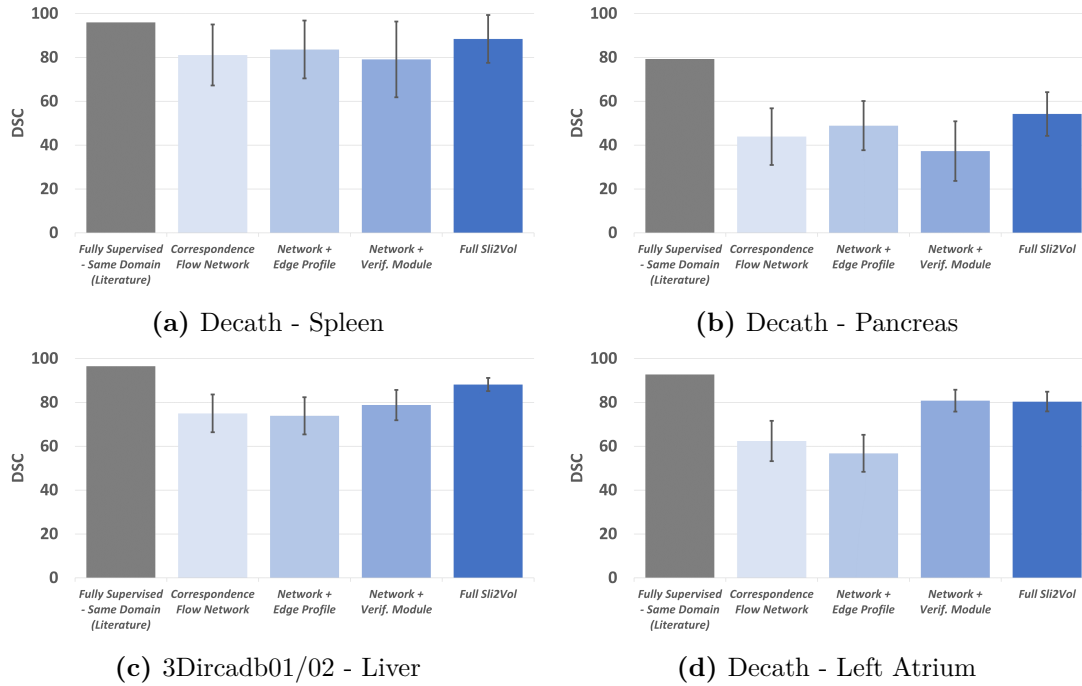 100
80
60
40
20
0
DSC
Fully Supervised
- Same Domain
(Literature)
Correspondence
Flow Network
Network +
Edge Profile
Network +
Verif. Module
Full Sli2Vol
(a) Decath - Spleen
100
80
60
40
20
0
DSC
Fully Supervised
- Same Domain
(Literature)
Correspondence
Flow Network
Network +
Edge Profile
Network +
Verif. Module
Full Sli2Vol
(b) Decath - Pancreas
100
80
60
40
20
0
DSC
Fully Supervised
- Same Domain
(Literature)
Correspondence
Flow Network
Network +
Edge Profile
Network +
Verif. Module
Full Sli2Vol
(c) 3Dircadb01/02 - Liver
100
80
60
40
20
0
DSC
Fully Supervised
- Same Domain
(Literature)
Correspondence
Flow Network
Network +
Edge Profile
Network +
Verif. Module
Full Sli2Vol
(d) Decath - Left Atrium